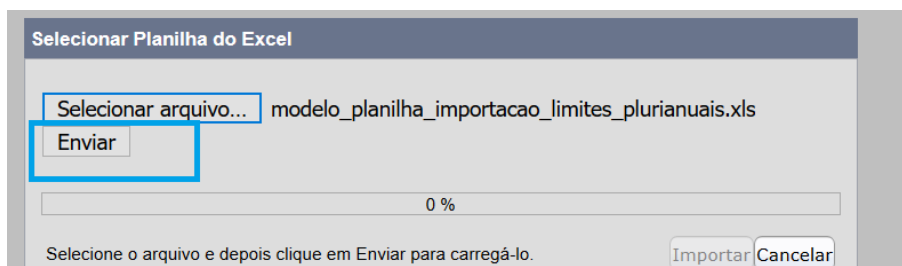 Selecionar Planilha do Excel
Selecionar arquivo... modelo_planilha_importacao_limites_plurianuais.xls
Enviar
0 %
Selecione o arquivo e depois clique em Enviar para carregá-lo. Importar Cancelar